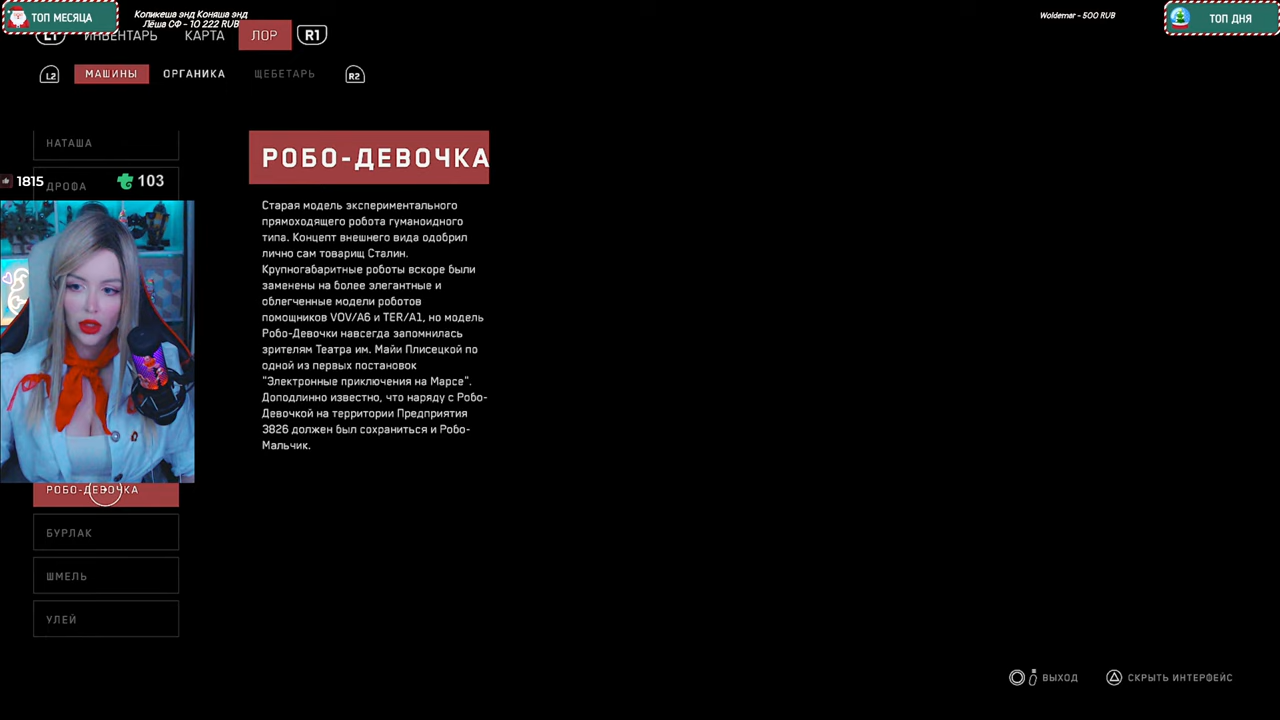 ТОП МЕСЯЦА
Копикеша энд Коняша энд
Лёша СФ - 10 222 RUB
Woldemar - 500 RUB
ТОП ДНЯ
L1
ИНВЕНТАРЬ
КАРТА
ЛОР
R1
L2
МАШИНЫ
ОРГАНИКА
ЩЕБЕТАРЬ
R2
НАТАША
ДРОФА
1815
103
РОБО-ДЕВОЧКА
БУРЛАК
ШМЕЛЬ
УЛЕЙ
РОБО-ДЕВОЧКА
Старая модель экспериментального
прямоходящего робота гуманоидного
типа. Концепт внешнего вида одобрил
лично сам товарищ Сталин.
Крупногабаритные роботы вскоре были
заменены на более элегантные и
облегченные модели роботов
помощников VOV/A6 и TER/A1, но модель
Робо-Девочки навсегда запомнилась
зрителям Театра им. Майи Плисецкой по
одной из первых постановок
"Электронные приключения на Марсе".
Доподлинно известно, что наряду с Робо-
Девочкой на территории Предприятия
3826 должен был сохраниться и Робо-
Мальчик.
ВЫХОД
СКРЫТЬ ИНТЕРФЕЙС